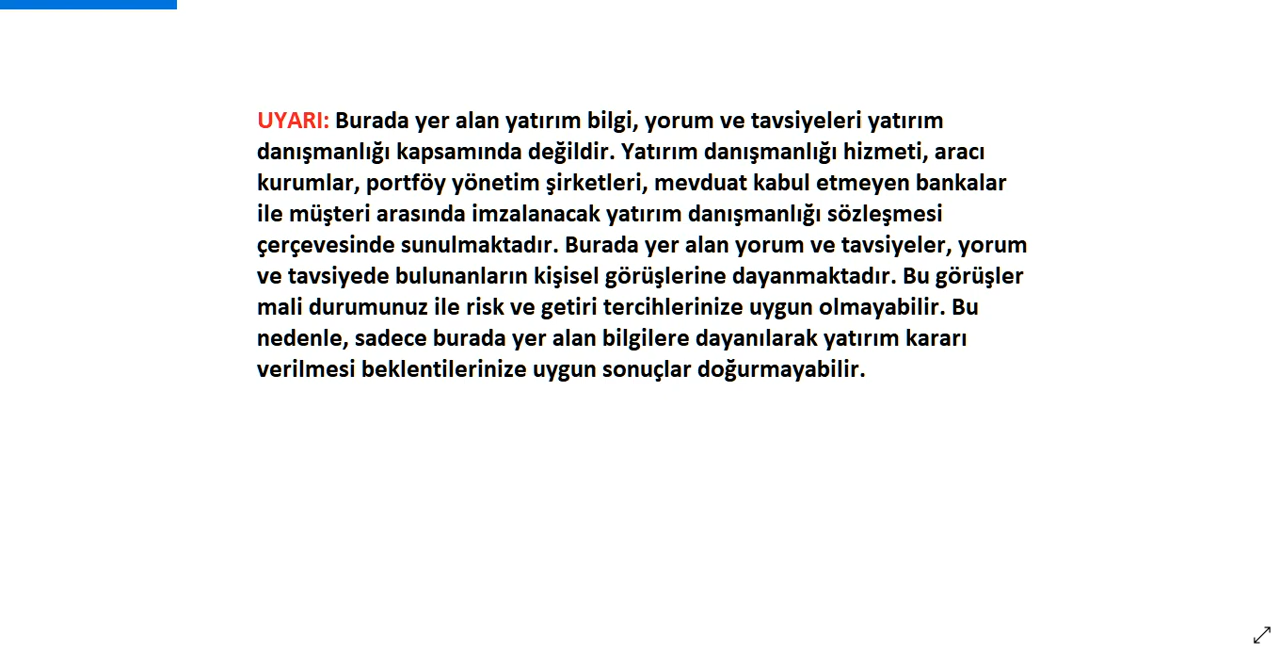 UYARI: Burada yer alan yatırım bilgi, yorum ve tavsiyeleri yatırım
danışmanlığı kapsamında değildir. Yatırım danışmanlığı hizmeti, aracı
kurumlar, portföy yönetim şirketleri, mevduat kabul etmeyen bankalar
ile müşteri arasında imzalanacak yatırım danışmanlığı sözleşmesi
çerçevesinde sunulmaktadır. Burada yer alan yorum ve tavsiyeler, yorum
ve tavsiyede bulunanların kişisel görüşlerine dayanmaktadır. Bu görüşler
mali durumunuz ile risk ve getiri tercihlerinize uygun olmayabilir. Bu
nedenle, sadece burada yer alan bilgilere dayanılarak yatırım kararı
verilmesi beklentilerinize uygun sonuçlar doğurmayabilir.